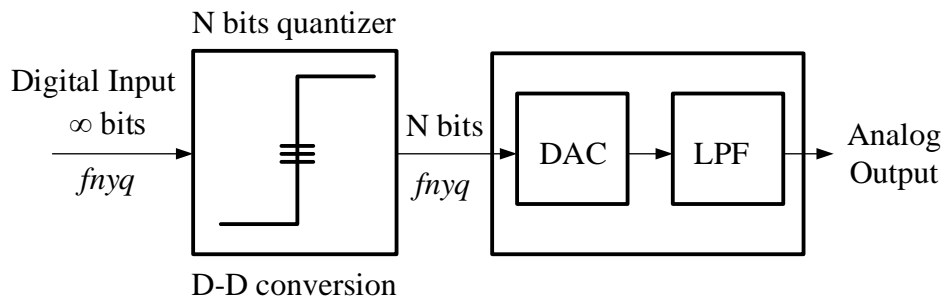 N bits quantizer
Digital Input
∞ bits
fnyq
N bits
fnyq
DAC
LPF
Analog
Output
D-D conversion